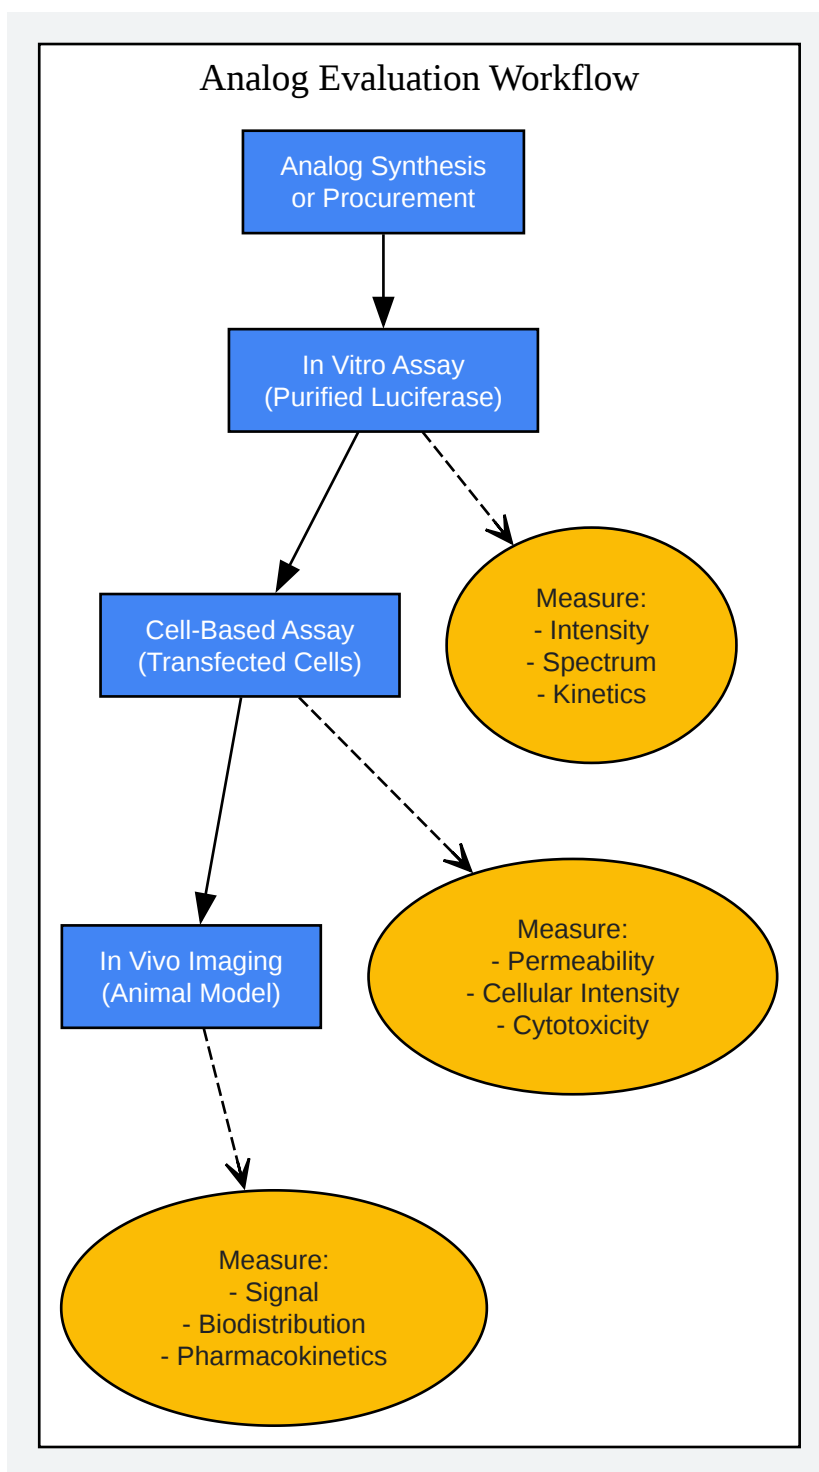 Analog Evaluation Workflow
Analog Synthesis
or Procurement
In Vitro Assay
(Purified Luciferase)
Measure:
- Intensity
- Spectrum
- Kinetics
Cell-Based Assay
(Transfected Cells)
Measure:
- Permeability
- Cellular Intensity
- Cytotoxicity
In Vivo Imaging
(Animal Model)
Measure:
- Signal
- Biodistribution
- Pharmacokinetics